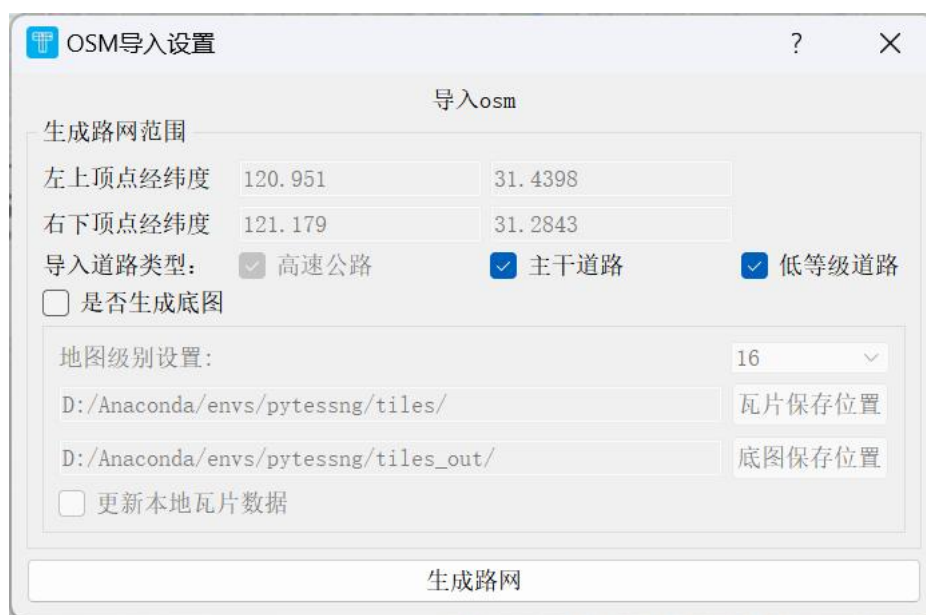 OSM导入设置 ?
导入osm
生成路网范围
左上顶点经纬度 120.951 31.4398
右下顶点经纬度 121.179 31.2843
导入道路类型: 高速公路 主干道路 低等级道路
是否生成底图
地图级别设置: 16
D:/Anaconda/envs/pytessng/tiles/ 瓦片保存位置
D:/Anaconda/envs/pytessng/tiles_out/ 底图保存位置
更新本地瓦片数据
生成路网